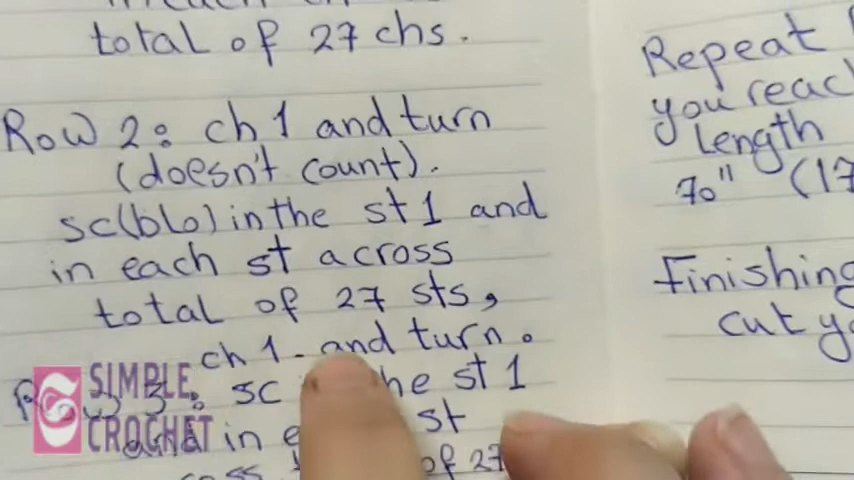 total of 27 chs.
Row 2: ch 1 and turn
(doesn't count).
sc(blo) in the st 1 and
in each st across
total of 27 sts,
ch 1 - and turn.
sc he st 1
in st
of 27
Repeat
you reac
length
70" (17
Finishing
cut y
SIMPLE
CROCHET